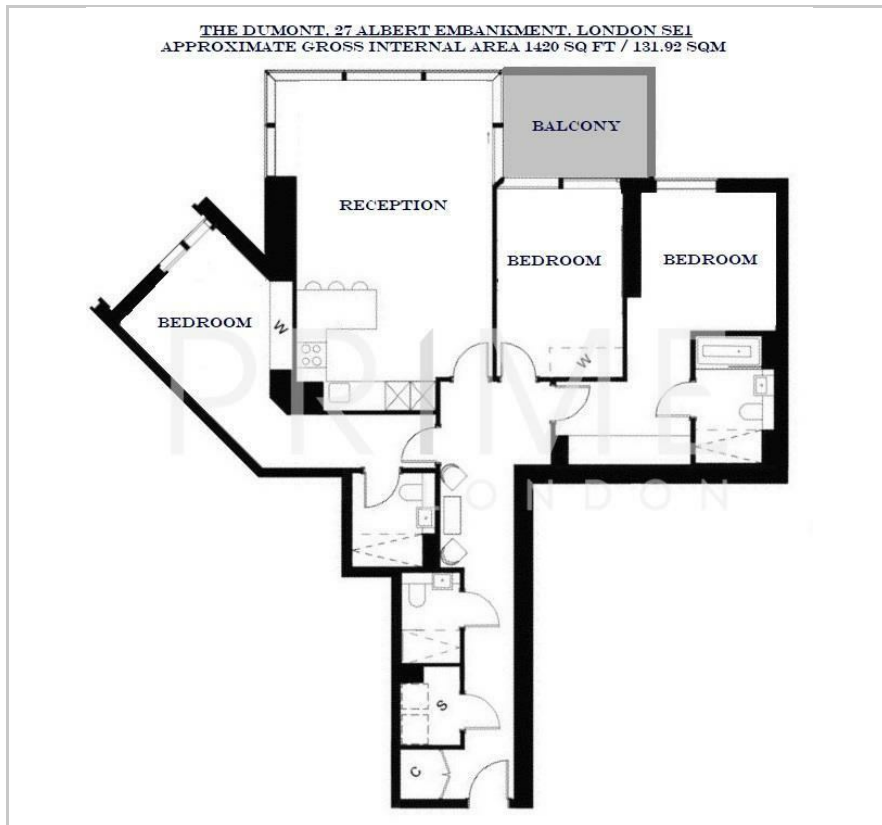 THE DUMONT, 27 ALBERT EMBANKMENT, LONDON SE1
APPROXIMATE GROSS INTERNAL AREA 1420 SQ FT / 131.92 SQM
BALCONY
RECEPTION
BEDROOM
BEDROOM
BEDROOM
W
W
PRIME
LONDON
S
C